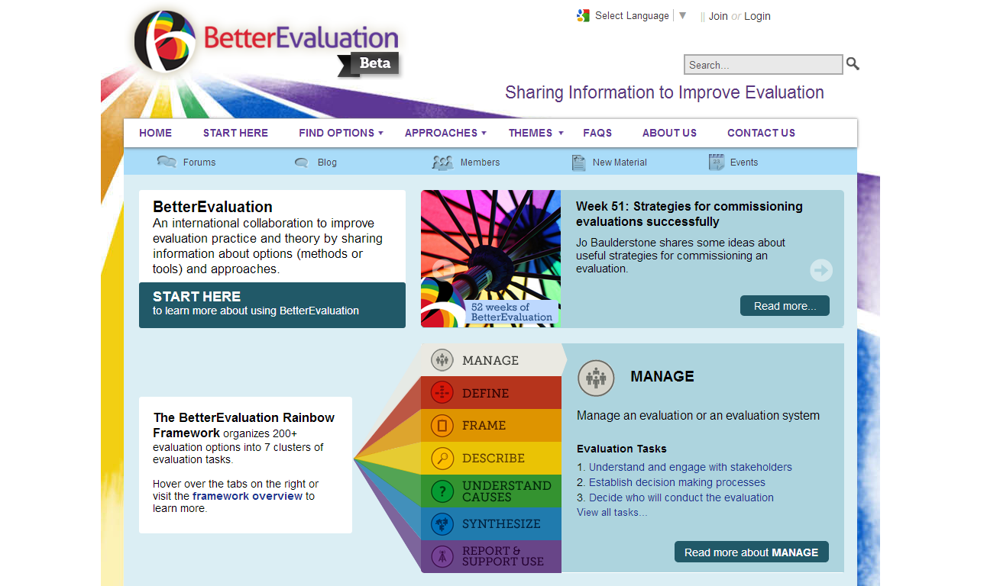 Select Language ▼ || Join or Login
BetterEvaluation
Beta
Search...
Sharing Information to Improve Evaluation
HOME START HERE FIND OPTIONS APPROACHES THEMES FAQS ABOUT US CONTACT US
Forums Blog Members New Material Events
BetterEvaluation
An international collaboration to improve
evaluation practice and theory by sharing
information about options (methods or
tools) and approaches.
START HERE
to learn more about using BetterEvaluation
52 weeks of
BetterEvaluation
Week 51: Strategies for commissioning
evaluations successfully
Jo Baulderstone shares some ideas about
useful strategies for commissioning an
evaluation.
Read more...
The BetterEvaluation Rainbow
Framework organizes 200+
evaluation options into 7 clusters of
evaluation tasks.
Hover over the tabs on the right or
visit the framework overview to
learn more.
MANAGE
DEFINE
FRAME
DESCRIBE
UNDERSTAND
CAUSES
SYNTHESIZE
REPORT &
SUPPORT USE
MANAGE
Manage an evaluation or an evaluation system
Evaluation Tasks
1. Understand and engage with stakeholders
2. Establish decision making processes
3. Decide who will conduct the evaluation
View all tasks...
Read more about MANAGE